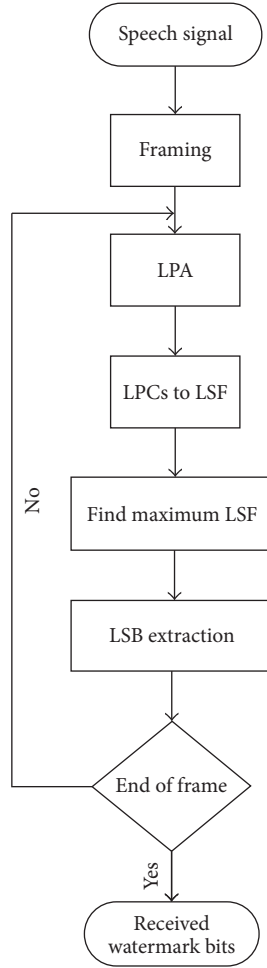 Speech signal
Framing
LPA
LPCs to LSF
Find maximum LSF
No
LSB extraction
End of frame
Yes
Received
watermark bits